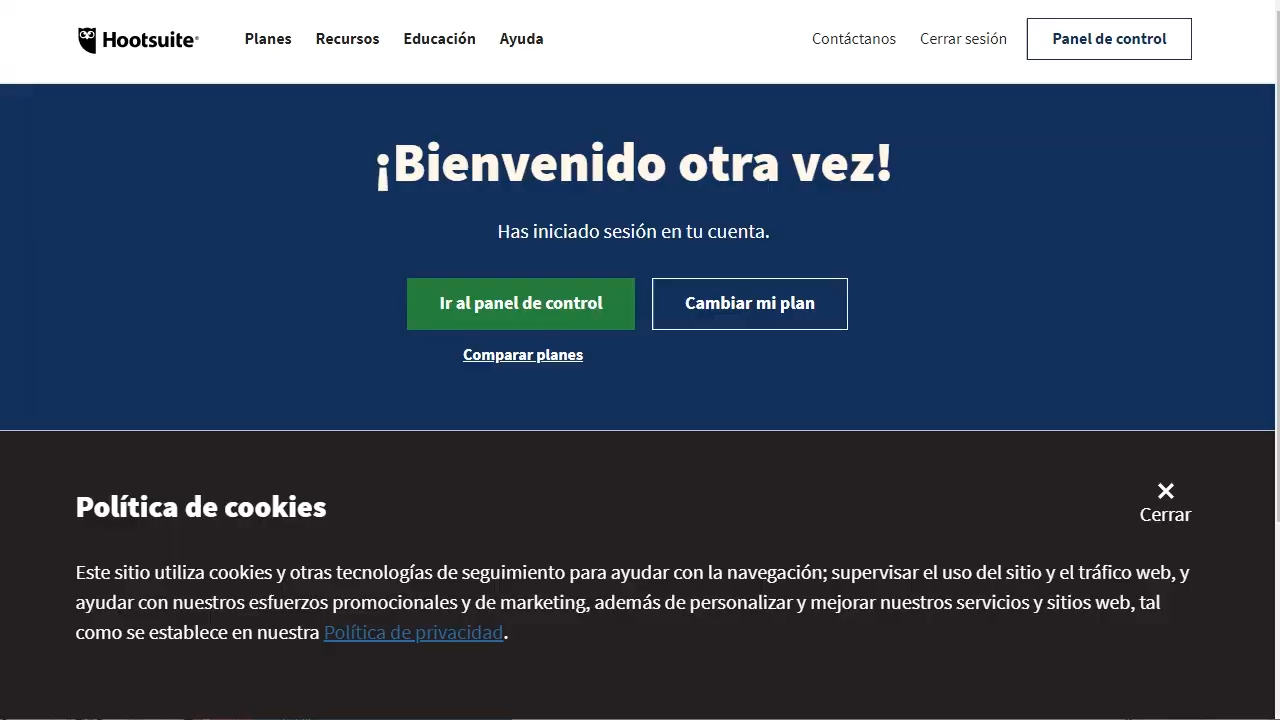 Hootsuite®
Planes Recursos Educación Ayuda Contáctanos Cerrar sesión Panel de control
¡Bienvenido otra vez!
Has iniciado sesión en tu cuenta.
Ir al panel de control Cambiar mi plan
Comparar planes
Política de cookies
× Cerrar
Este sitio utiliza cookies y otras tecnologías de seguimiento para ayudar con la navegación; supervisar el uso del sitio y el tráfico web, y
ayudar con nuestros esfuerzos promocionales y de marketing, además de personalizar y mejorar nuestros servicios y sitios web, tal
como se establece en nuestra Política de privacidad.